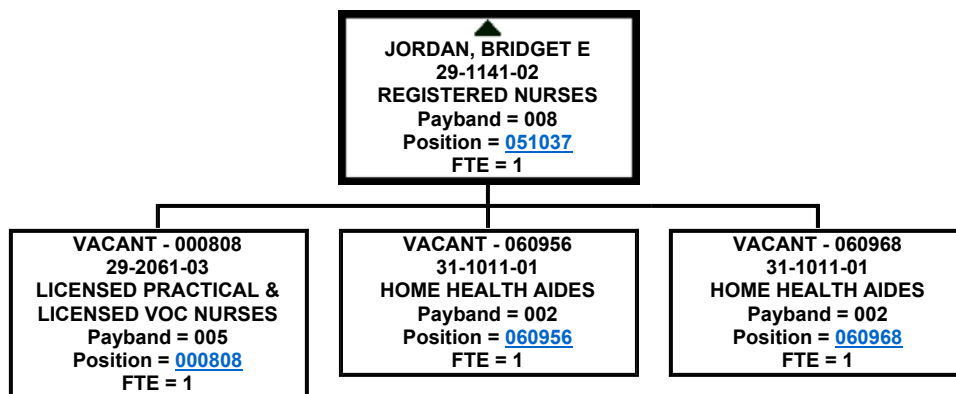 JORDAN, BRIDGET E
29-1141-02
REGISTERED NURSES
Payband = 008
Position = 051037
FTE = 1
VACANT - 000808
29-2061-03
LICENSED PRACTICAL &
LICENSED VOC NURSES
Payband = 005
Position = 000808
FTE = 1
VACANT - 060956
31-1011-01
HOME HEALTH AIDES
Payband = 002
Position = 060956
FTE = 1
VACANT - 060968
31-1011-01
HOME HEALTH AIDES
Payband = 002
Position = 060968
FTE = 1